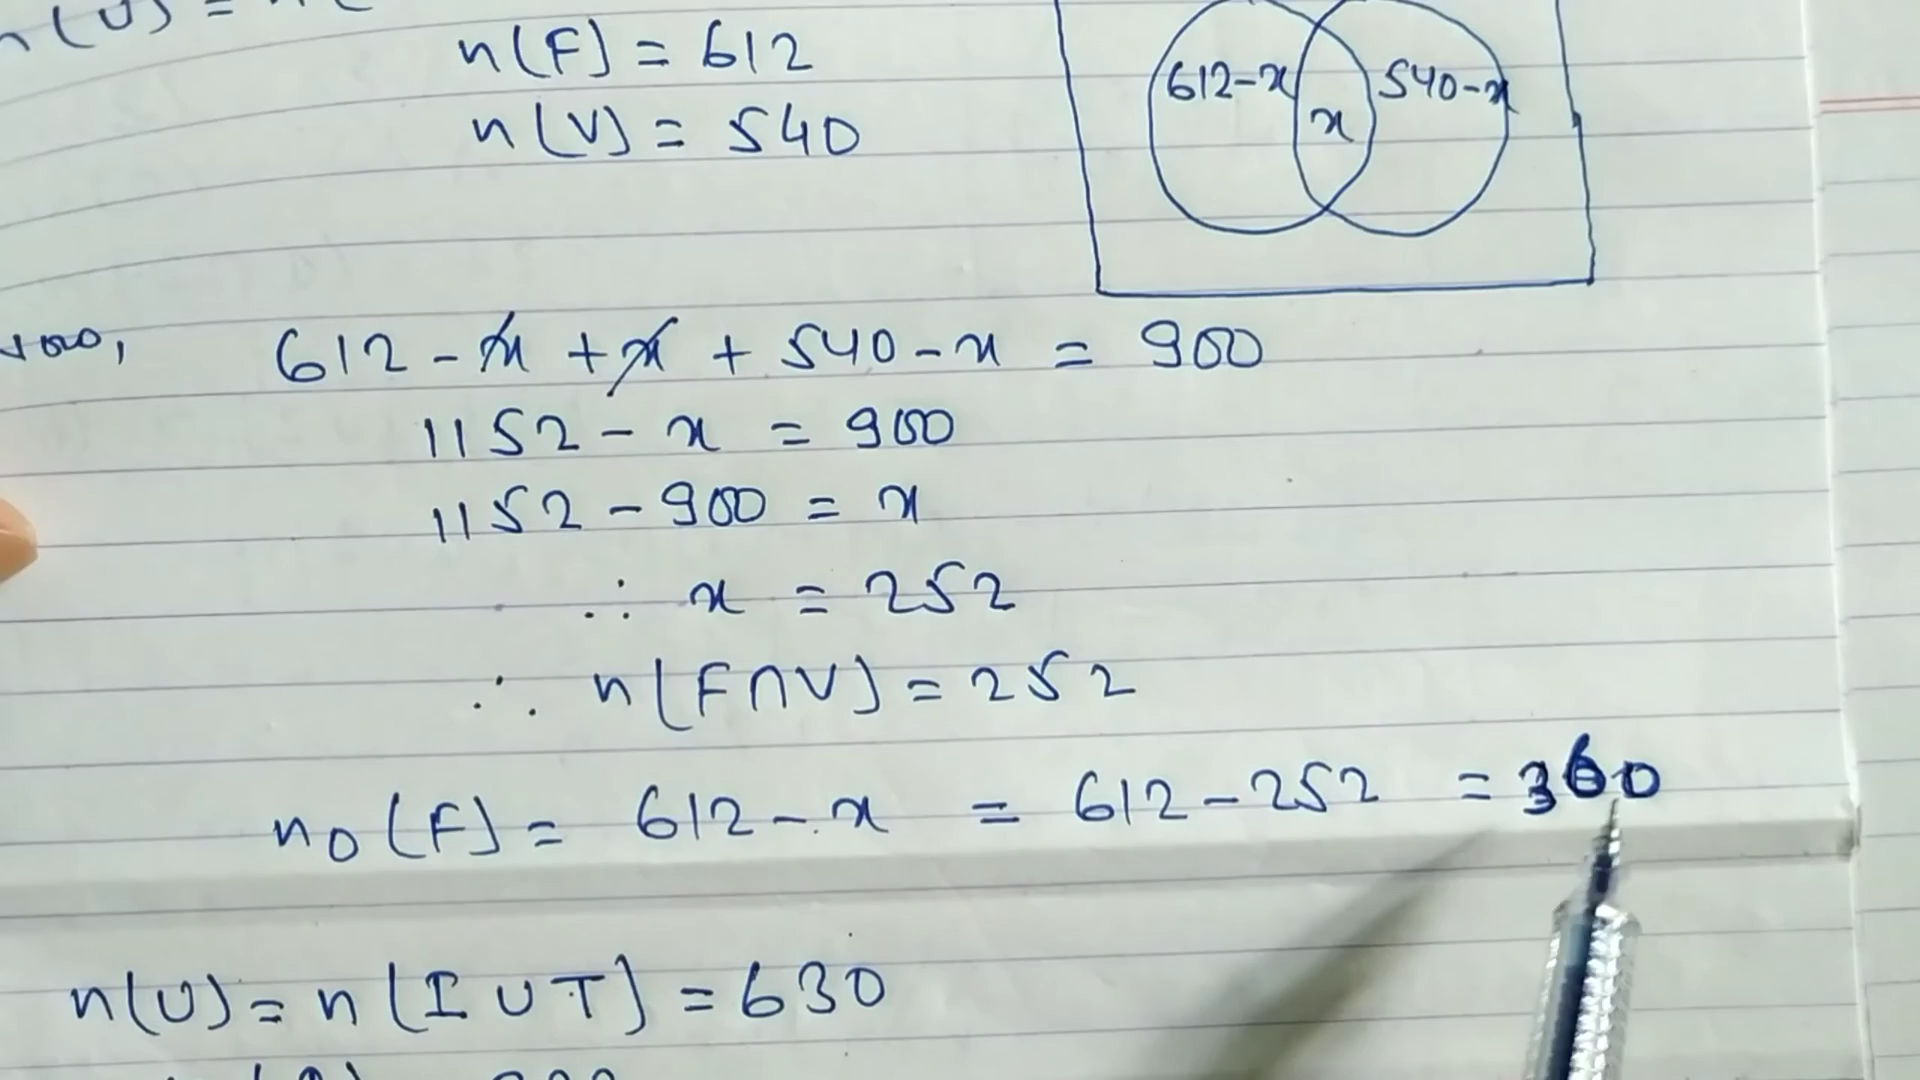 n(U) = n(
n(F) = 612
n(V) = 540
612-x
x
540-x
612 - x + x + 540 - x = 900
1152 - x = 900
1152 - 900 = x
∴ x = 252
∴ n(F∩V) = 252
n₀(F) = 612 - x = 612 - 252 = 360
n(U) = n(I∪T) = 630